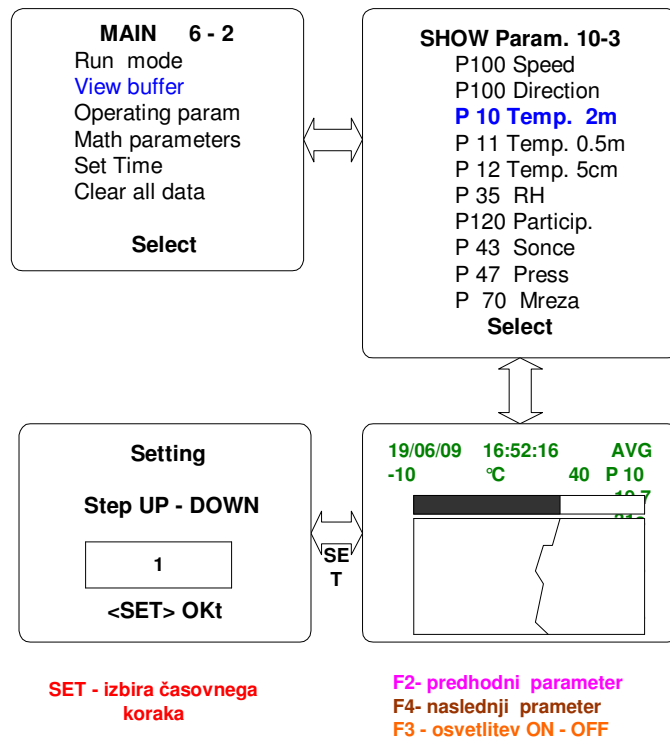 MAIN 6 - 2
Run mode
View buffer
Operating param
Math parameters
Set Time
Clear all data
Select
SHOW Param. 10-3
P100 Speed
P100 Direction
P 10 Temp. 2m
P 11 Temp. 0.5m
P 12 Temp. 5cm
P 35 RH
P120 Particip.
P 43 Sonce
P 47 Press
P 70 Mreza
Select
Setting
Step UP - DOWN
1
<SET> OKt
SE
T
19/06/09 16:52:16 AVG
-10 °C 40 P 10
SET - izbira časovnega
koraka
F2- predhodni parameter
F4- naslednji prameter
F3 - osvetlitev ON - OFF